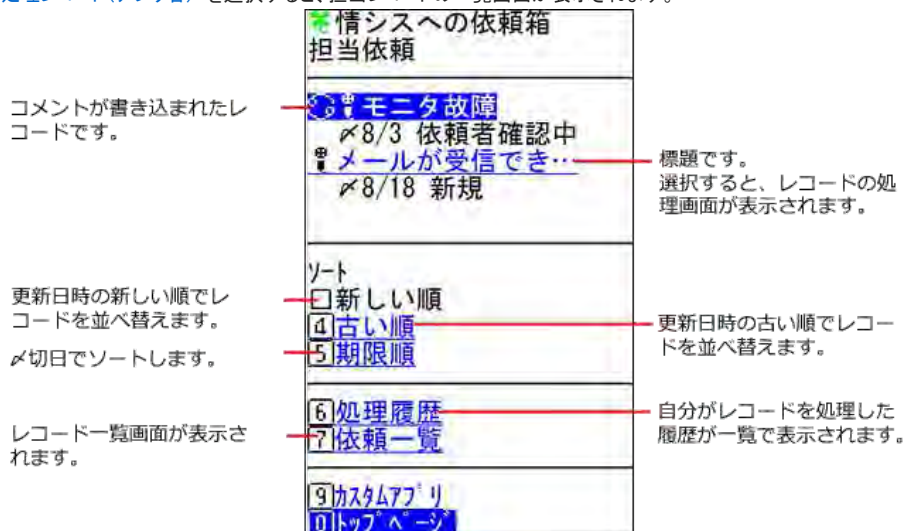 情シスへの依頼箱
担当依頼
コメントが書き込まれたレ
コードです。
モニタ故障
〆8/3 依頼者確認中
メールが受信でき…
〆8/18 新規
標題です。
選択すると、レコードの処
理画面が表示されます。
ソート
更新日時の新しい順でレ
コードを並べ替えます。
新しい順
4古い順
更新日時の古い順でレコー
ドを並べ替えます。
〆切日でソートします。
5期限順
6処理履歴
自分がレコードを処理した
履歴が一覧で表示されます。
レコード一覧画面が表示さ
れます。
7依頼一覧
9カスタムアプリ
0トップページ